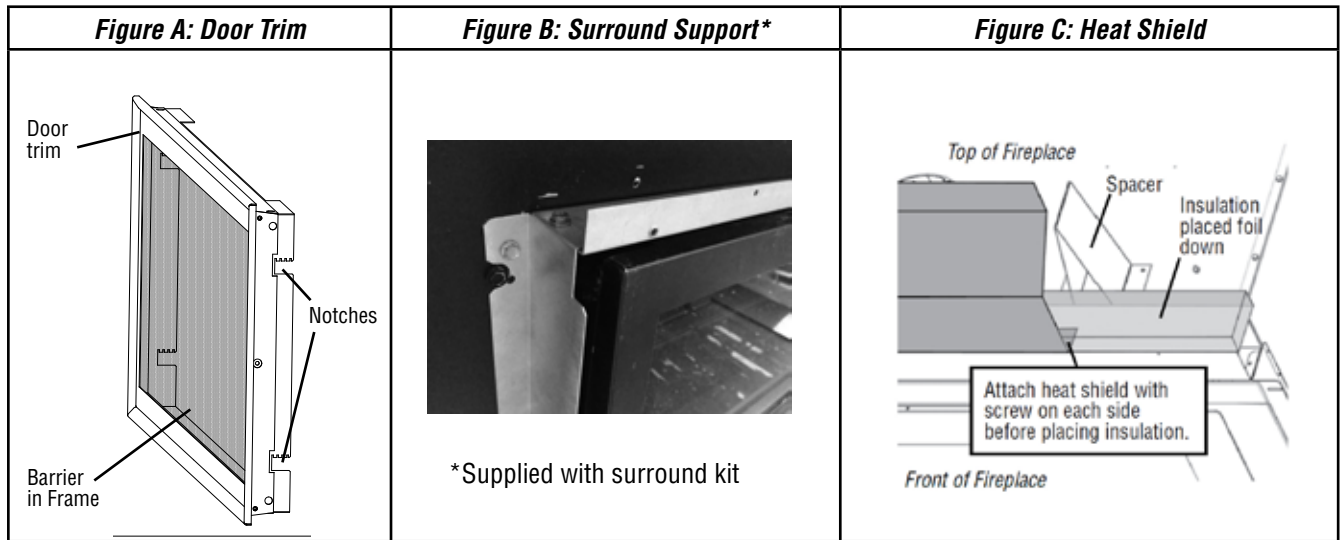 Figure A: Door Trim
Figure B: Surround Support*
Figure C: Heat Shield
Door
trim
Notches
Barrier
in Frame
*Supplied with surround kit
Top of Fireplace
Spacer
Insulation
placed foil
down
Attach heat shield with
screw on each side
before placing insulation.
Front of Fireplace